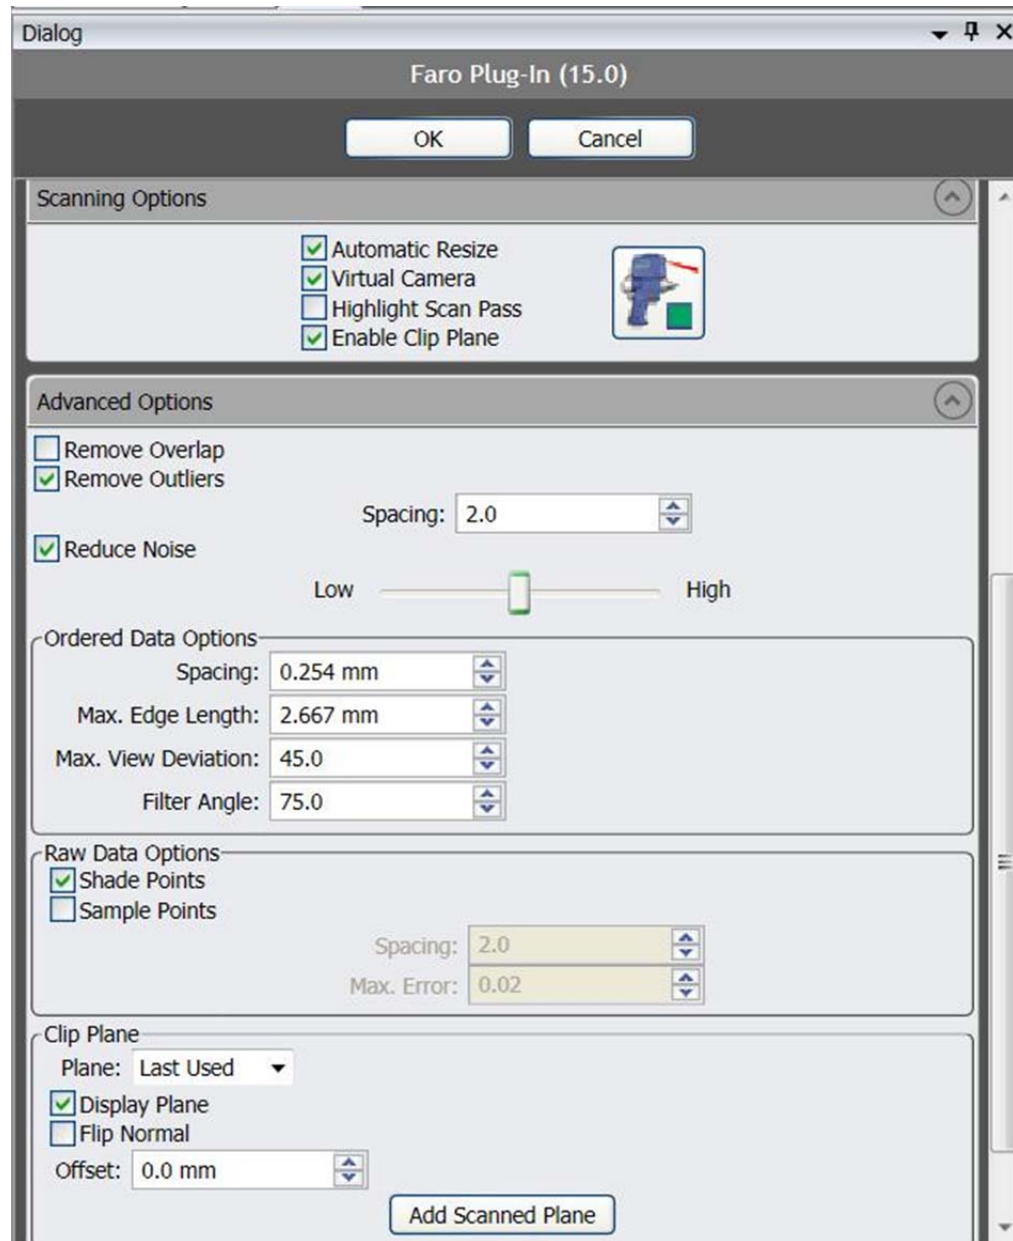 Dialog
Faro Plug-In (15.0)
OK Cancel
Scanning Options
Automatic Resize
Virtual Camera
Highlight Scan Pass
Enable Clip Plane
Advanced Options
Remove Overlap
Remove Outliers
Spacing: 2.0
Reduce Noise
Low High
Ordered Data Options
Spacing: 0.254 mm
Max. Edge Length: 2.667 mm
Max. View Deviation: 45.0
Filter Angle: 75.0
Raw Data Options
Shade Points
Sample Points
Spacing: 2.0
Max. Error: 0.02
Clip Plane
Plane: Last Used
Display Plane
Flip Normal
Offset: 0.0 mm
Add Scanned Plane